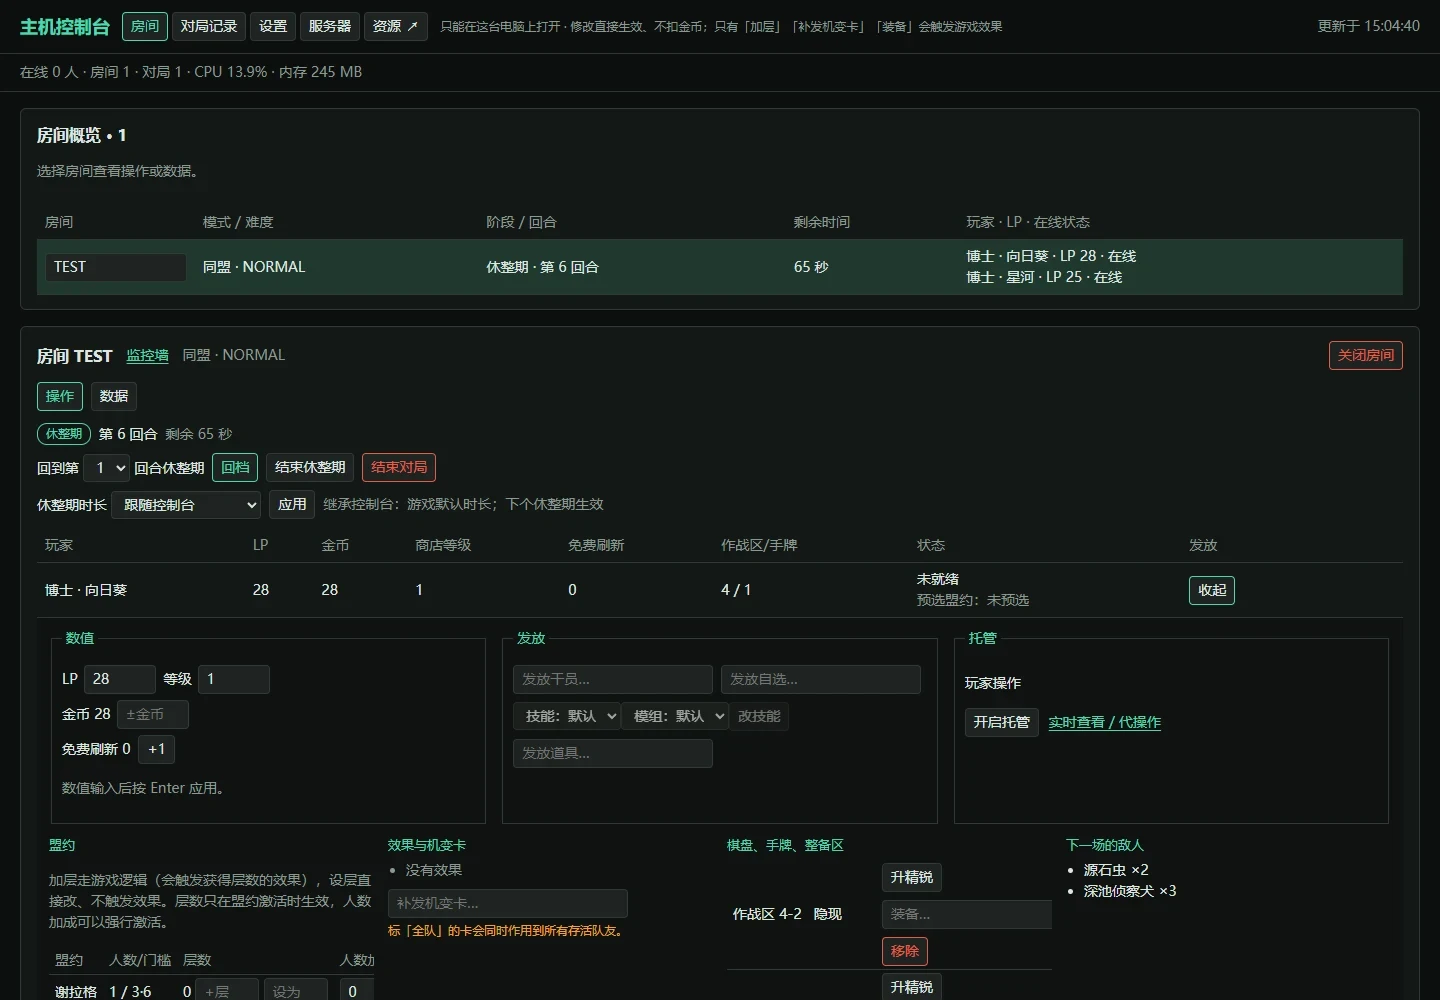 主机控制台 房间 对局记录 设置 服务器 资源 ↗ 只能在这台电脑上打开 · 修改直接生效、不扣金币；只有「加层」「补发机变卡」「装备」会触发游戏效果 更新于 15:04:40
在线 0 人 · 房间 1 · 对局 1 · CPU 13.9% · 内存 245 MB
房间概览 • 1
选择房间查看操作或数据。
房间 模式 / 难度 阶段 / 回合 剩余时间 玩家 · LP · 在线状态
TEST 同盟 · NORMAL 休整期 · 第 6 回合 65 秒 博士 · 向日葵 · LP 28 · 在线
博士 · 星河 · LP 25 · 在线
房间 TEST 监控墙 同盟 · NORMAL 关闭房间
操作 数据
休整期 第 6 回合 剩余 65 秒
回到第 1 回合休整期 回档 结束休整期 结束对局
休整期时长 跟随控制台 应用 继承控制台：游戏默认时长；下个休整期生效
玩家 LP 金币 商店等级 免费刷新 作战区/手牌 状态 发放
博士 · 向日葵 28 28 1 0 4 / 1 未就绪 收起
预选盟约：未预选
数值 发放 托管
LP 28 等级 1 发放干员... 发放自选... 玩家操作
金币 28 ±金币 技能：默认 模组：默认 改技能 开启托管 实时查看 / 代操作
免费刷新 0 +1 发放道具...
数值输入后按 Enter 应用。
盟约 效果与机变卡 棋盘、手牌、整备区 下一场的敌人
加层走游戏逻辑（会触发获得层数的效果），设层直
接改、不触发效果。层数只在盟约激活时生效，人数
加成可以强行激活。
盟约 人数/门槛 层数 人数加
谢拉格 1 / 3·6 0 +层 设为 0
• 没有效果
补发机变卡...
标「全队」的卡会同时作用到所有存活队友。
升精锐
作战区 4-2 隐现 装备...
移除
升精锐
• 源石虫 ×2
• 深池侦察犬 ×3